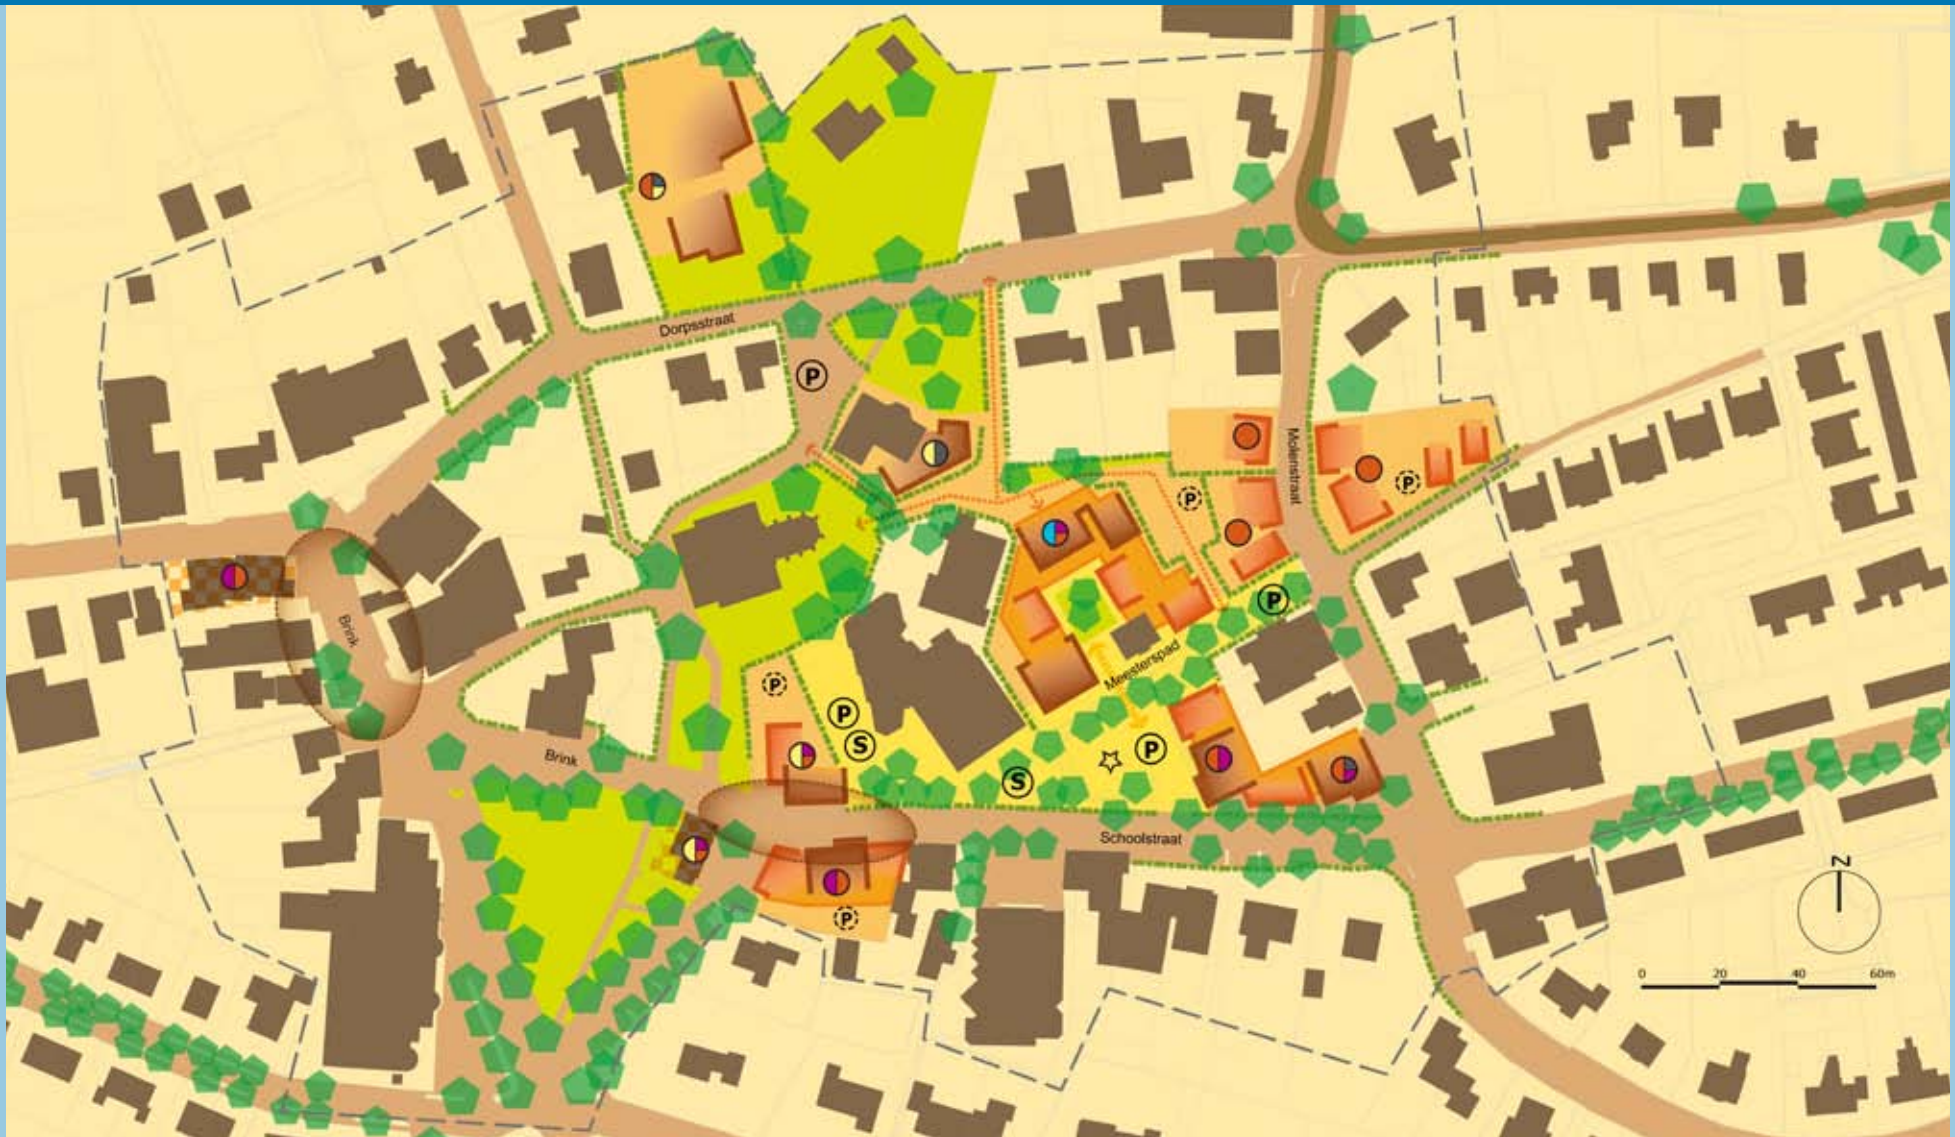 Dorpsstraat
P
Molenstraat
P
P
P
Brink
Meesterspad
P
P
P
S
P
Brink
S
Schoolstraat
P
N
0 20 40 60m